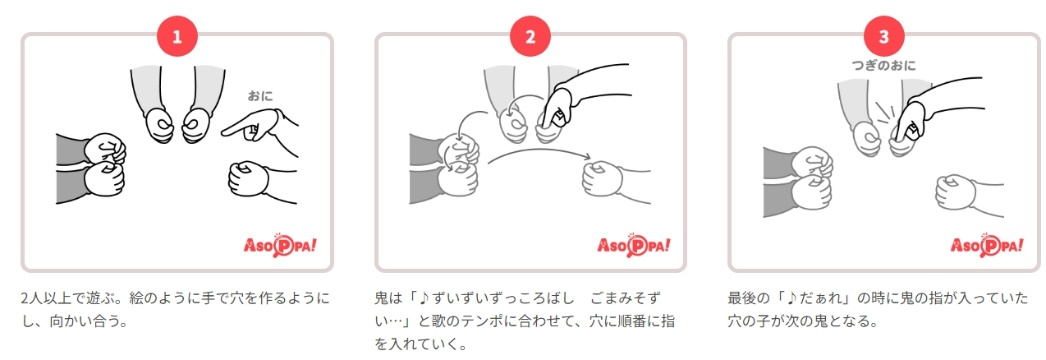 1
おに
ASOPPA!
2人以上で遊ぶ。絵のように手で穴を作るように
し、向かい合う。
2
ASOPPA!
鬼は「♪ずいずいずっころばし　ごまみそず
い…」と歌のテンポに合わせて、穴に順番に指
を入れていく。
3
つぎのおに
ASOPPA!
最後の「♪だぁれ」の時に鬼の指が入っていた
穴の子が次の鬼となる。